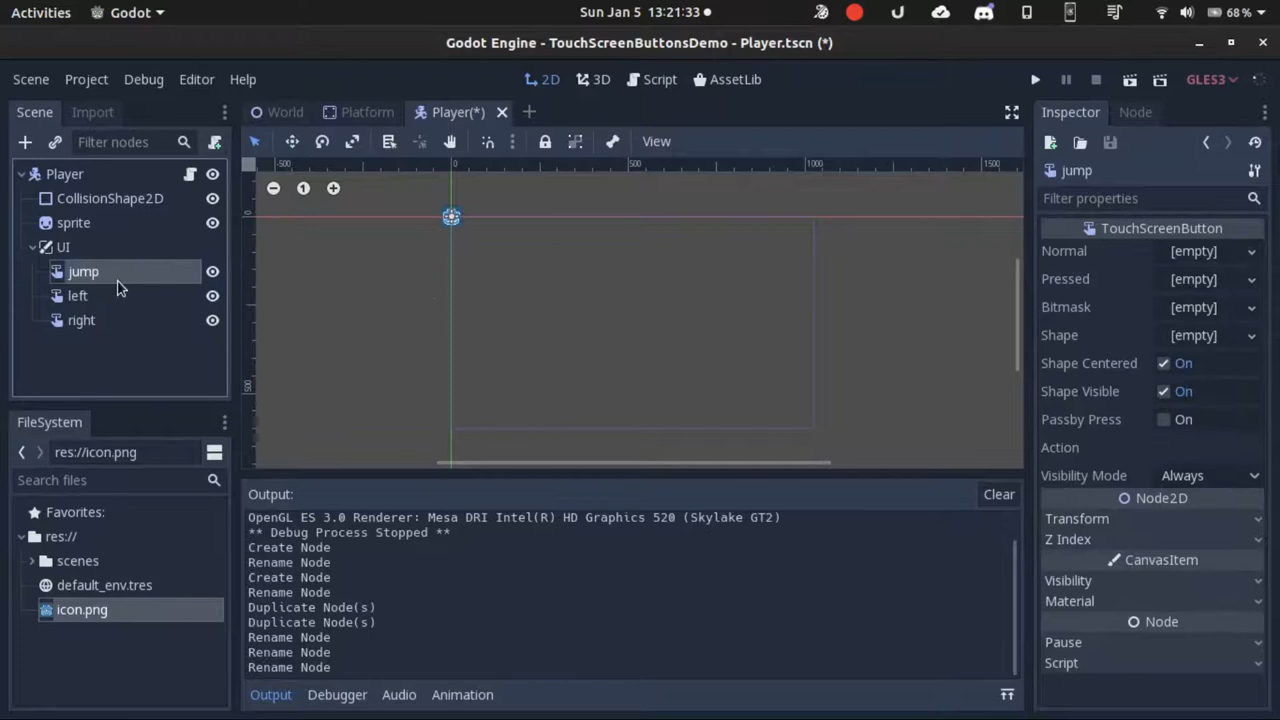 Activities Godot Sun Jan 5 13:21:33 68 %
Godot Engine - TouchScreenButtonsDemo - Player.tscn (*)
Scene Project Debug Editor Help 2D 3D Script AssetLib GLES3
Scene Import World Platform Player(*) Inspector Node
Filter nodes View
-500 0 500 1000 1500
Player jump
CollisionShape2D Filter properties
sprite TouchScreenButton
UI Normal [empty]
jump Pressed [empty]
left Bitmask [empty]
right Shape [empty]
Shape Centered On
Shape Visible On
500
FileSystem Passby Press On
res://icon.png Action
Search files Visibility Mode Always
Output: Clear Node2D
Favorites: OpenGL ES 3.0 Renderer: Mesa DRI Intel(R) HD Graphics 520 (Skylake GT2) Transform
res:// ** Debug Process Stopped ** Z Index
scenes Create Node CanvasItem
default_env.tres Rename Node Visibility
icon.png Create Node Material
Rename Node
Duplicate Node(s) Node
Duplicate Node(s) Pause
Rename Node Script
Rename Node
Rename Node
Output Debugger Audio Animation